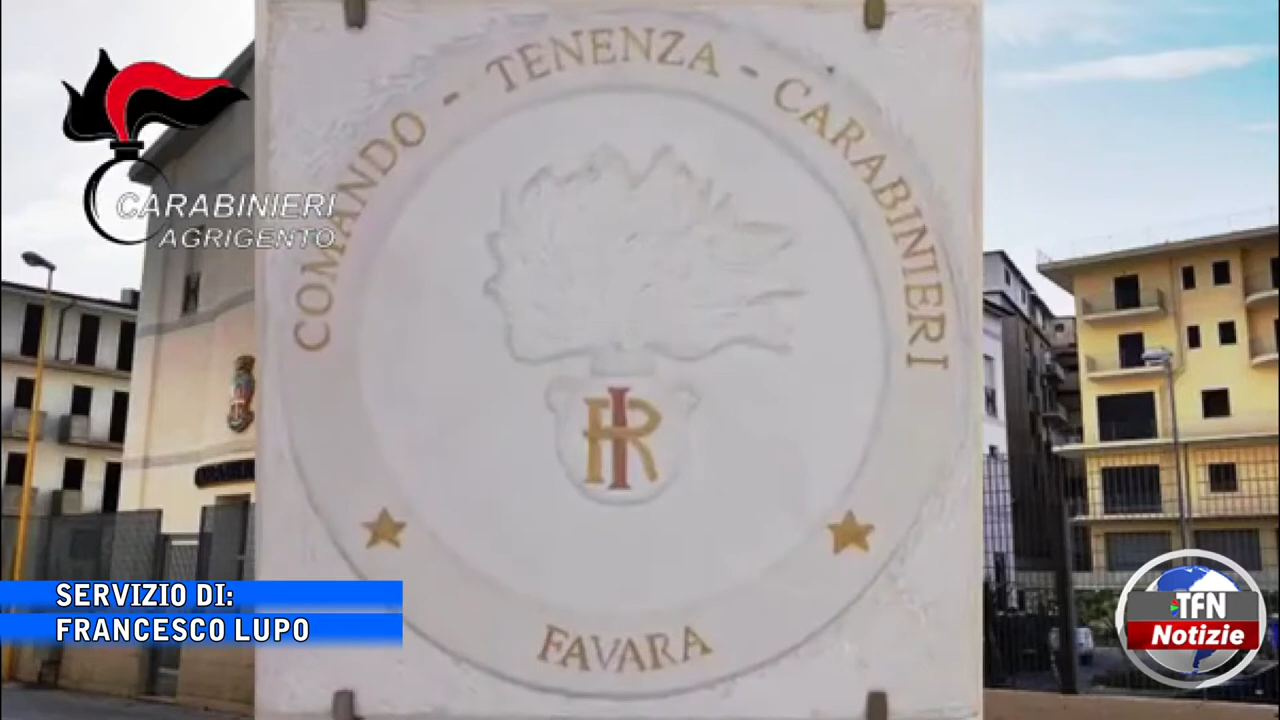 COMANDO - TENENZA - CARABINIERI
CARABINIERI
AGRIGENTO
RI
FAVARA
SERVIZIO DI:
FRANCESCO LUPO
TFN
Notizie